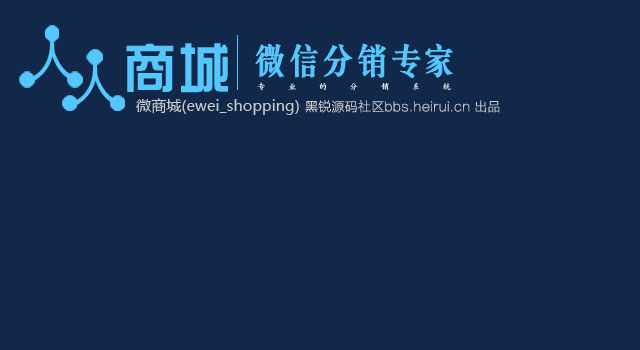 人人商城 微信分销专家
专业的分销系统
微商城(ewei_shopping) 黑锐源码社区bbs.heirui.cn 出品